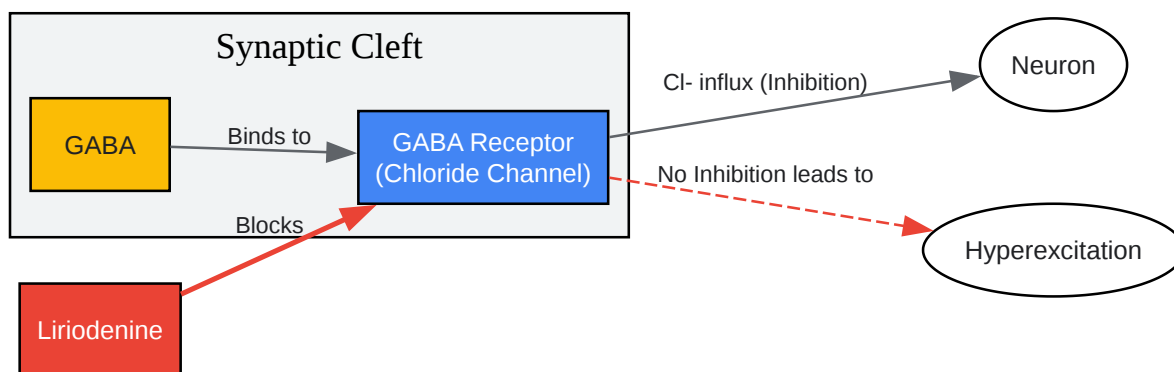 Synaptic Cleft
GABA
Binds to
GABA Receptor
(Chloride Channel)
Cl- influx (Inhibition)
Neuron
No Inhibition leads to
Hyperexcitation
Blocks
Liriodenine